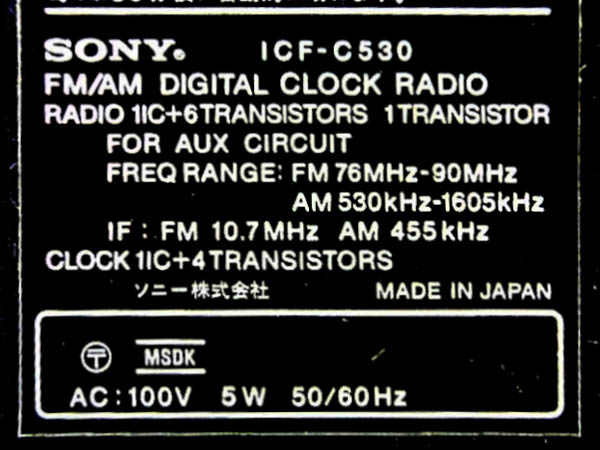 SONY® ICF-C530
FM/AM DIGITAL CLOCK RADIO
RADIO 1IC+6TRANSISTORS 1TRANSISTOR
FOR AUX CIRCUIT
FREQ RANGE: FM 76MHz-90MHz
AM 530kHz-1605kHz
IF : FM 10.7MHz AM 455kHz
CLOCK 1IC+4TRANSISTORS
ソニー株式会社 MADE IN JAPAN
〶 MSDK
AC:100V 5W 50/60Hz